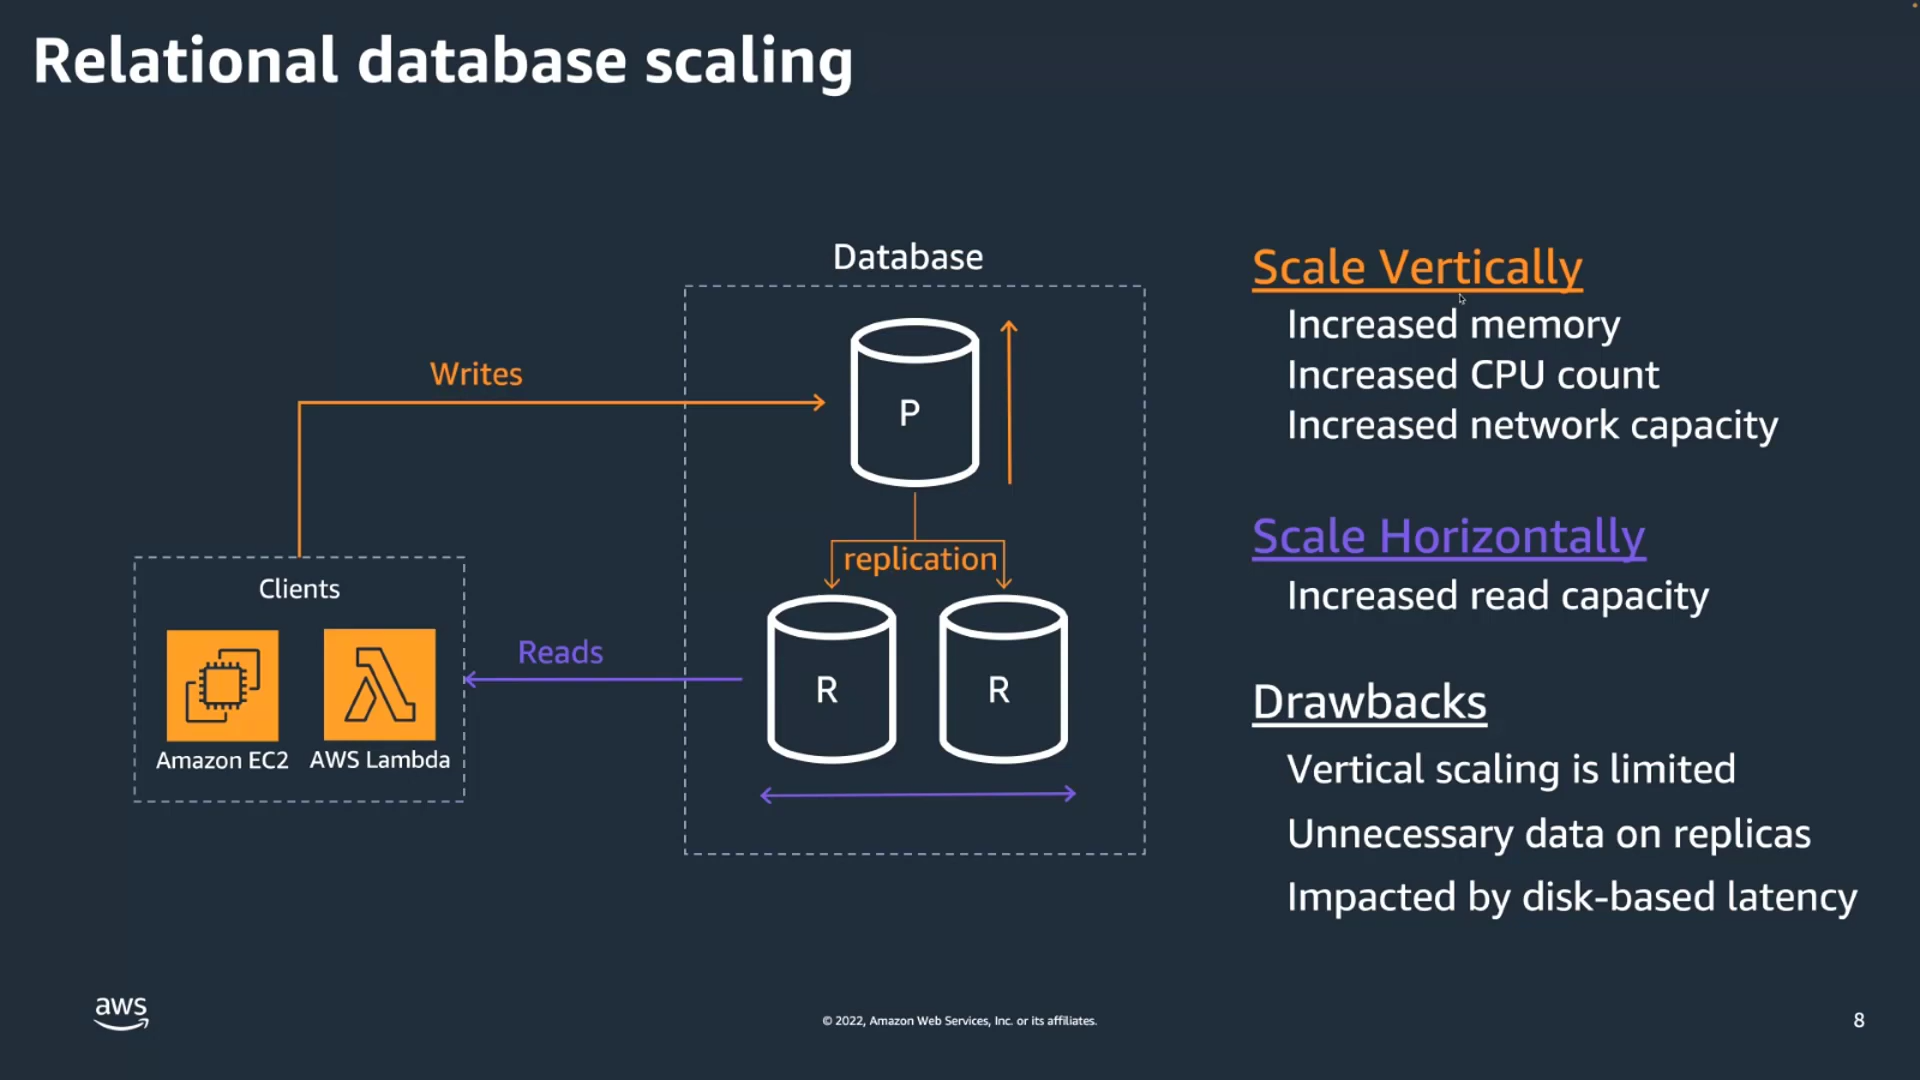 Relational database scaling
Database
Writes
P
replication
Clients
Reads
R
R
Amazon EC2
AWS Lambda
Scale Vertically
Increased memory
Increased CPU count
Increased network capacity
Scale Horizontally
Increased read capacity
Drawbacks
Vertical scaling is limited
Unnecessary data on replicas
Impacted by disk-based latency
aws
© 2022, Amazon Web Services, Inc. or its affiliates.
8